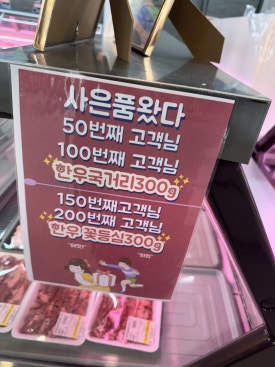 사은품왔다
50번째 고객님
100번째 고객님
한우국거리300g
150번째고객님
200번째 고객님
한우 꽃등심300g